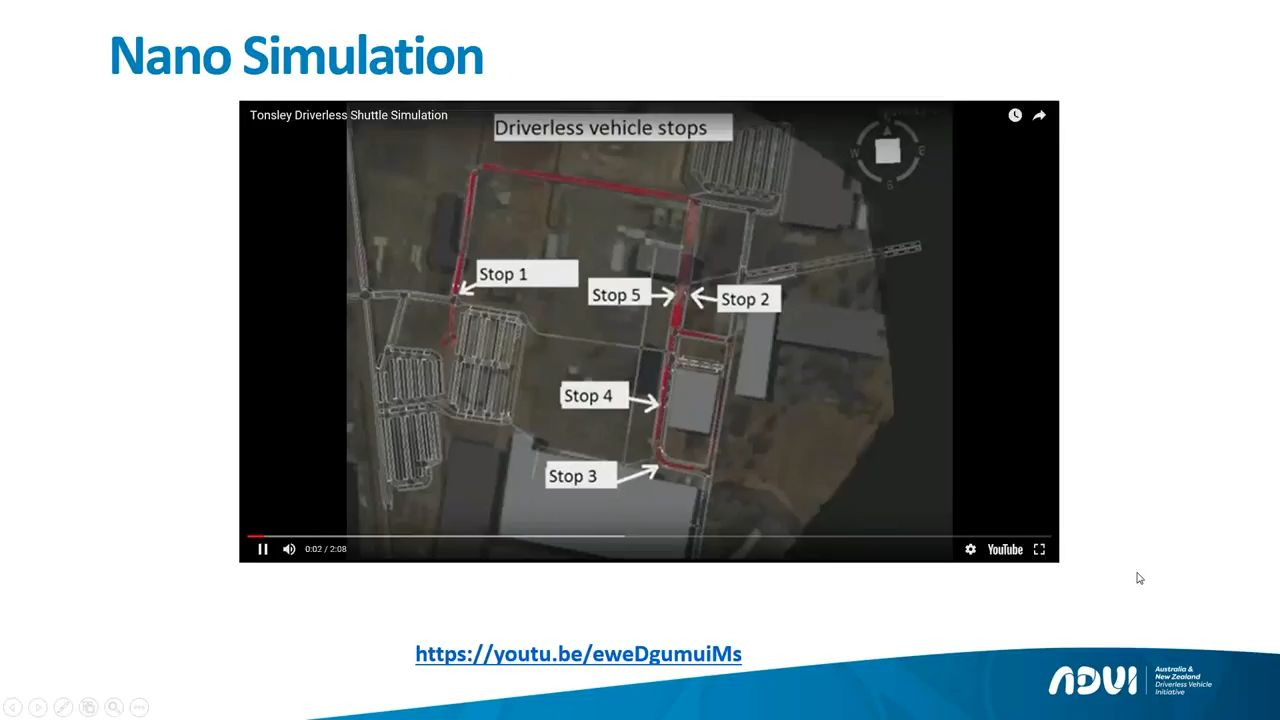 Nano Simulation
Tonsley Driverless Shuttle Simulation
Driverless vehicle stops
W
E
S
Stop 1
Stop 5
Stop 2
Stop 4
Stop 3
0:02 / 2:08
YouTube
https://youtu.be/eweDgumuiMs
ADVI
Australia &
New Zealand
Driverless Vehicle
Initiative